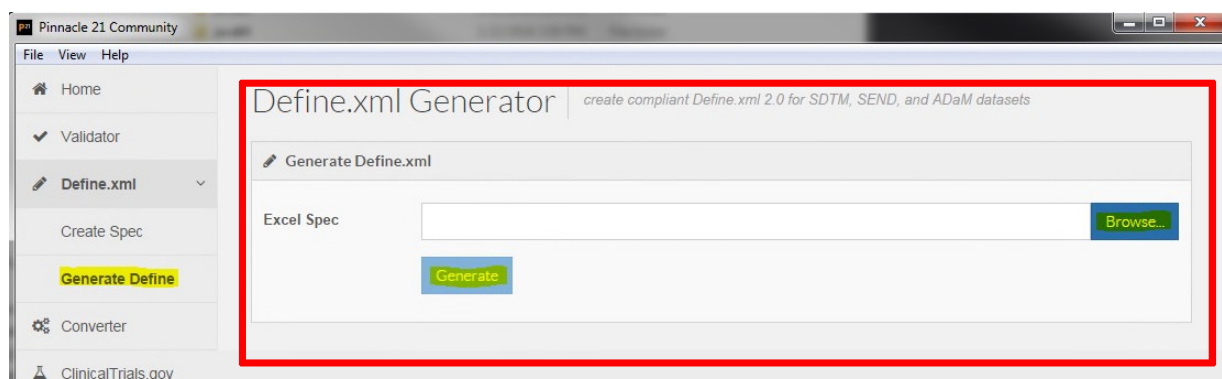 Pinnacle 21 Community
File View Help
Home
Validator
Define.xml
Create Spec
Generate Define
Converter
ClinicalTrials.gov
Define.xml Generator
create compliant Define.xml 2.0 for SDTM, SEND, and ADaM datasets
Generate Define.xml
Excel Spec
Browse...
Generate